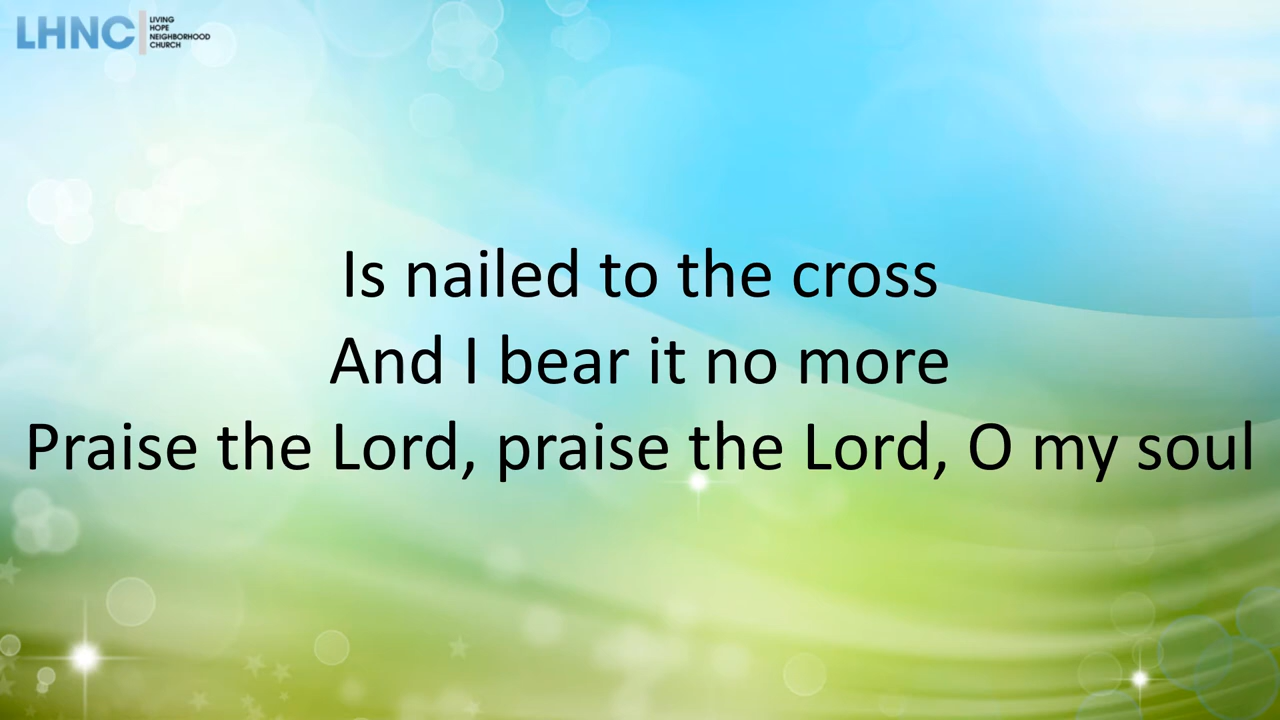 LHNC
LIVING
HOPE
NEIGHBORHOOD
CHURCH
Is nailed to the cross
And I bear it no more
Praise the Lord, praise the Lord, O my soul